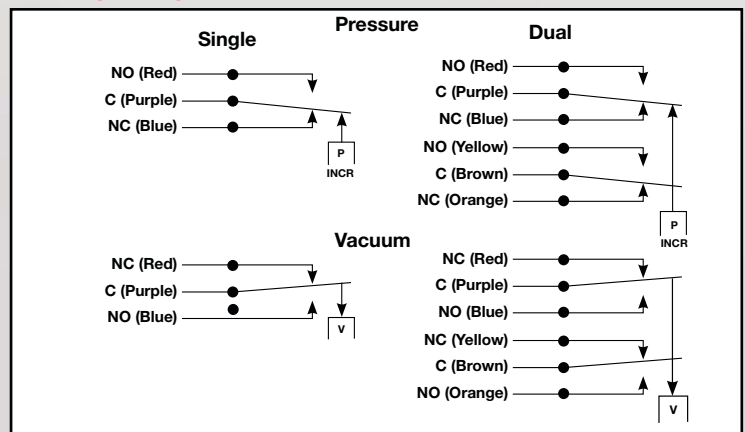 Pressure
Single
NO (Red)
C (Purple)
NC (Blue)
P
INCR
Dual
NO (Red)
C (Purple)
NC (Blue)
NO (Yellow)
C (Brown)
NC (Orange)
P
INCR
Vacuum
NC (Red)
C (Purple)
NO (Blue)
V
NC (Red)
C (Purple)
NO (Blue)
NC (Yellow)
C (Brown)
NO (Orange)
V